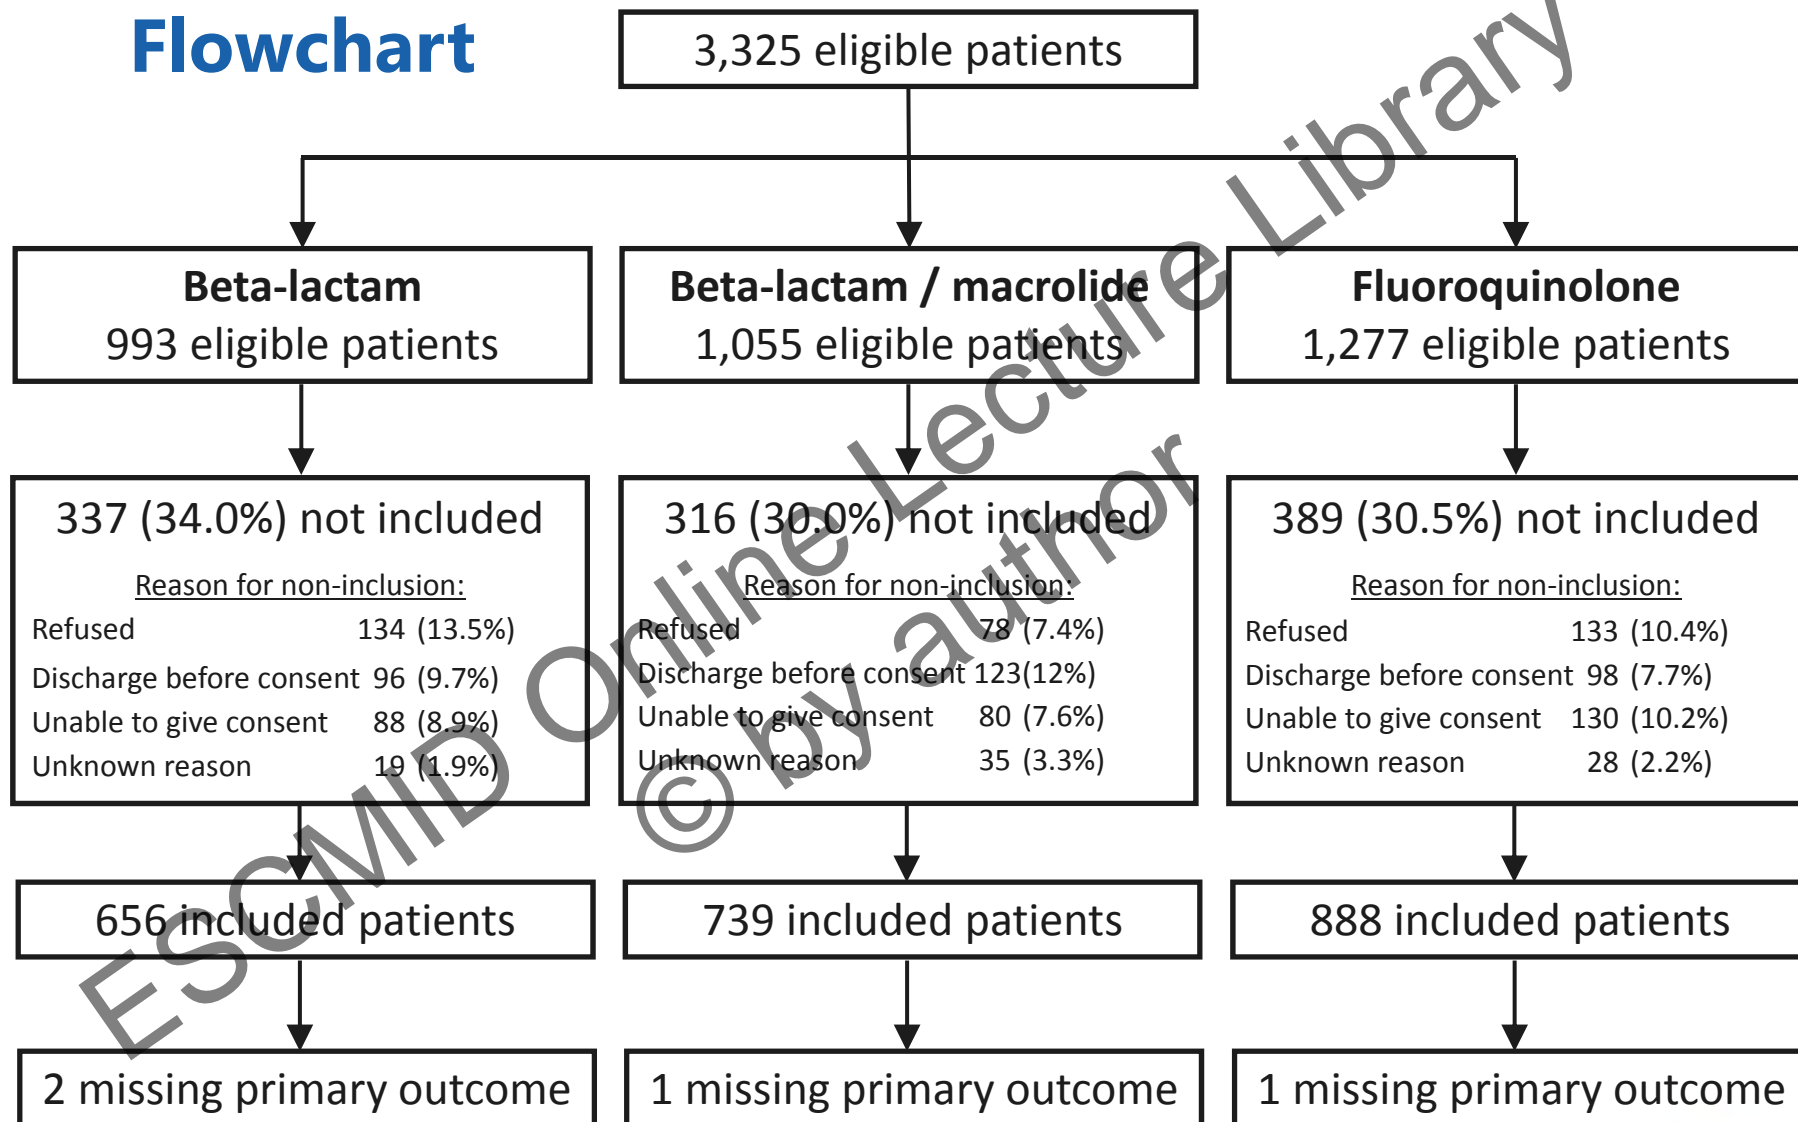 Flowchart
3,325 eligible patients
Beta-lactam
993 eligible patients
Beta-lactam / macrolide
1,055 eligible patients
Fluoroquinolone
1,277 eligible patients
337 (34.0%) not included
Reason for non-inclusion:
Refused 134 (13.5%)
Discharge before consent 96 (9.7%)
Unable to give consent 88 (8.9%)
Unknown reason 19 (1.9%)
316 (30.0%) not included
Reason for non-inclusion:
Refused 78 (7.4%)
Discharge before consent 123(12%)
Unable to give consent 80 (7.6%)
Unknown reason 35 (3.3%)
389 (30.5%) not included
Reason for non-inclusion:
Refused 133 (10.4%)
Discharge before consent 98 (7.7%)
Unable to give consent 130 (10.2%)
Unknown reason 28 (2.2%)
656 included patients
739 included patients
888 included patients
2 missing primary outcome
1 missing primary outcome
1 missing primary outcome
ESCMID Online Lecture Library
© by author